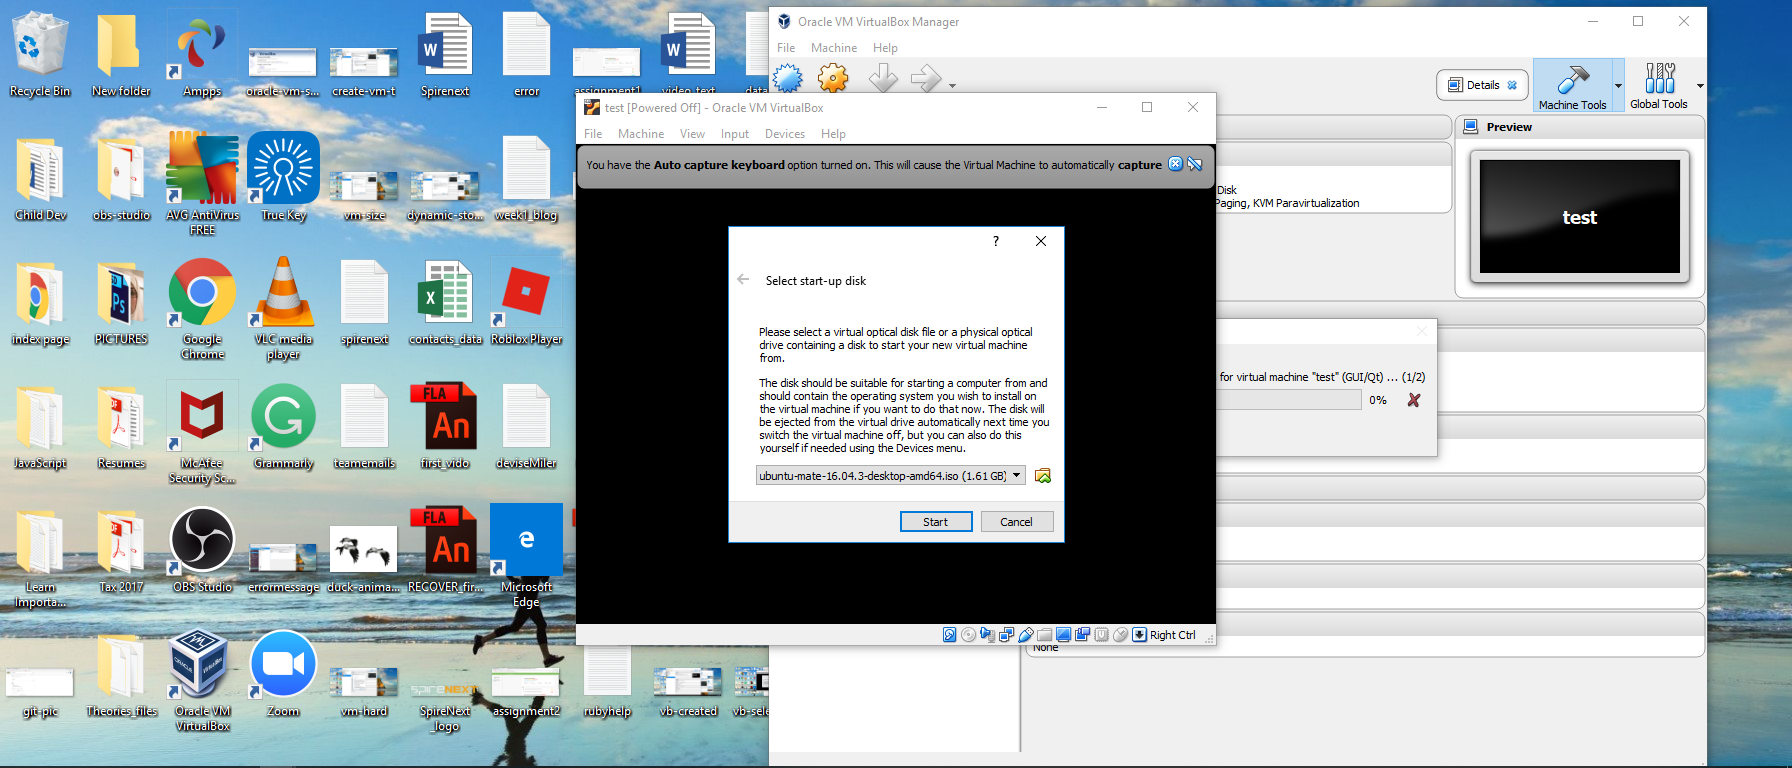 Recycle Bin
New folder
Ampps
oracle-vm-s...
create-vm-t
Spirenext
error
assignment1
video_text
data
Child Dev
obs-studio
AVG AntiVirus
FREE
True Key
vm-size
dynamic-sto...
week1_blog
index page
PICTURES
Google
Chrome
VLC media
player
spirenext
contacts_data
Roblox Player
JavaScript
Resumes
McAfee
Security Sc...
Grammarly
teamemails
first_vido
deviseMiler
Learn
Importa...
Tax 2017
OBS Studio
errormessage
duck-anima...
RECOVER_fir...
Microsoft
Edge
git-pic
Theories_files
Oracle VM
VirtualBox
Zoom
vm-hard
SpireNext
_logo
assignment2
rubyhelp
vb-created
vb-sele
Oracle VM VirtualBox Manager
File Machine Help
Details
Machine Tools
Global Tools
Preview
test
Disk
Paging, KVM Paravirtualization
for virtual machine "test" (GUI/Qt) ... (1/2)
0%
None
test [Powered Off] - Oracle VM VirtualBox
File Machine View Input Devices Help
You have the Auto capture keyboard option turned on. This will cause the Virtual Machine to automatically capture
?
Select start-up disk
Please select a virtual optical disk file or a physical optical
drive containing a disk to start your new virtual machine
from.
The disk should be suitable for starting a computer from and
should contain the operating system you wish to install on
the virtual machine if you want to do that now. The disk will
be ejected from the virtual drive automatically next time you
switch the virtual machine off, but you can also do this
yourself if needed using the Devices menu.
ubuntu-mate-16.04.3-desktop-amd64.iso (1.61 GB)
Start
Cancel
Right Ctrl